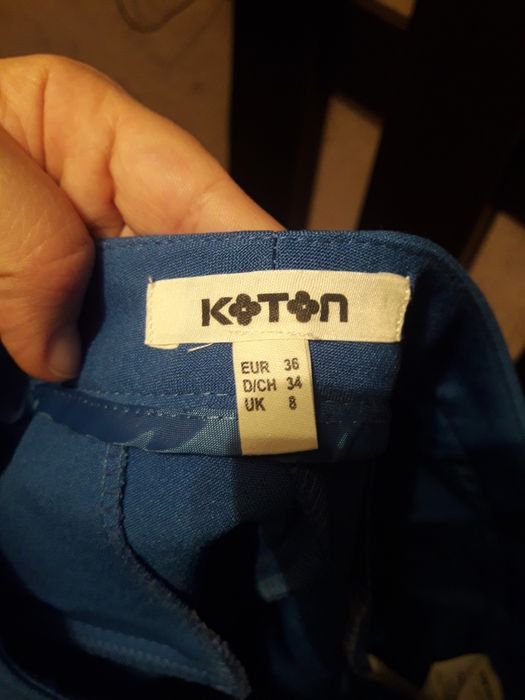 KOTON
EUR 36
D/CH 34
UK 8